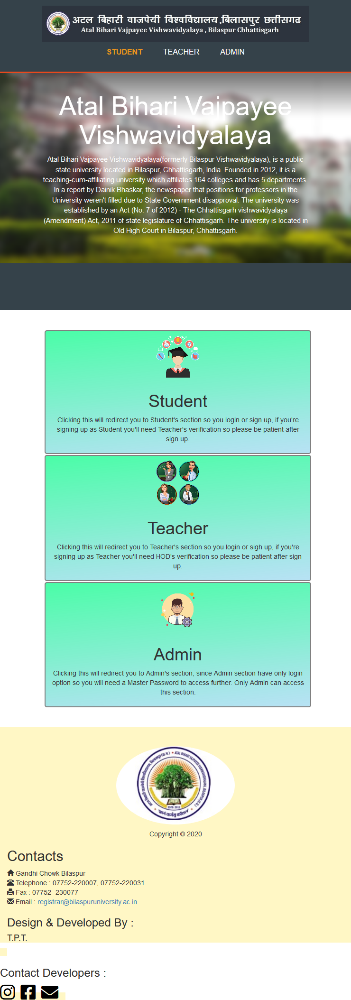 अटल बिहारी वाजपेयी विश्वविद्यालय,बिलासपुर छत्तीसगढ़
Atal Bihari Vajpayee Vishwavidyalaya , Bilaspur Chhattisgarh
STUDENT TEACHER ADMIN
Atal Bihari Vajpayee
Vishwavidyalaya
Atal Bihari Vajpayee Vishwavidyalaya(formerly Bilaspur Vishwavidyalaya), is a public
state university located in Bilaspur, Chhattisgarh, India. Founded in 2012, it is a
teaching-cum-affiliating university which affiliates 164 colleges and has 5 departments.
In a report by Dainik Bhaskar, the newspaper that positions for professors in the
University weren't filled due to State Government disapproval. The university was
established by an Act (No. 7 of 2012) - The Chhattisgarh vishwavidyalaya
(Amendment) Act, 2011 of state legislature of Chhattisgarh. The university is located in
Old High Court in Bilaspur, Chhattisgarh.
Student
Clicking this will redirect you to Student's section so you login or sign up, if you're
signing up as Student you'll need Teacher's verification so please be patient after
sign up.
Teacher
Clicking this will redirect you to Teacher's section so you login or sigh up, if you're
signing up as Teacher you'll need HOD's verification so please be patient after sign
up.
Admin
Clicking this will redirect you to Admin's section, since Admin section have only login
option so you will need a Master Password to access further. Only Admin can access
this section.
ATAL BIHARI VAJPAYEE VISHWAVIDYALAYA, BILASPUR (C.G.)
ESTD. 2012
Copyright © 2020
Contacts
Gandhi Chowk Bilaspur
Telephone : 07752-220007, 07752-220031
Fax : 07752- 230077
Email : registrar@bilaspuruniversity.ac.in
Design & Developed By :
T.P.T.
Contact Developers :